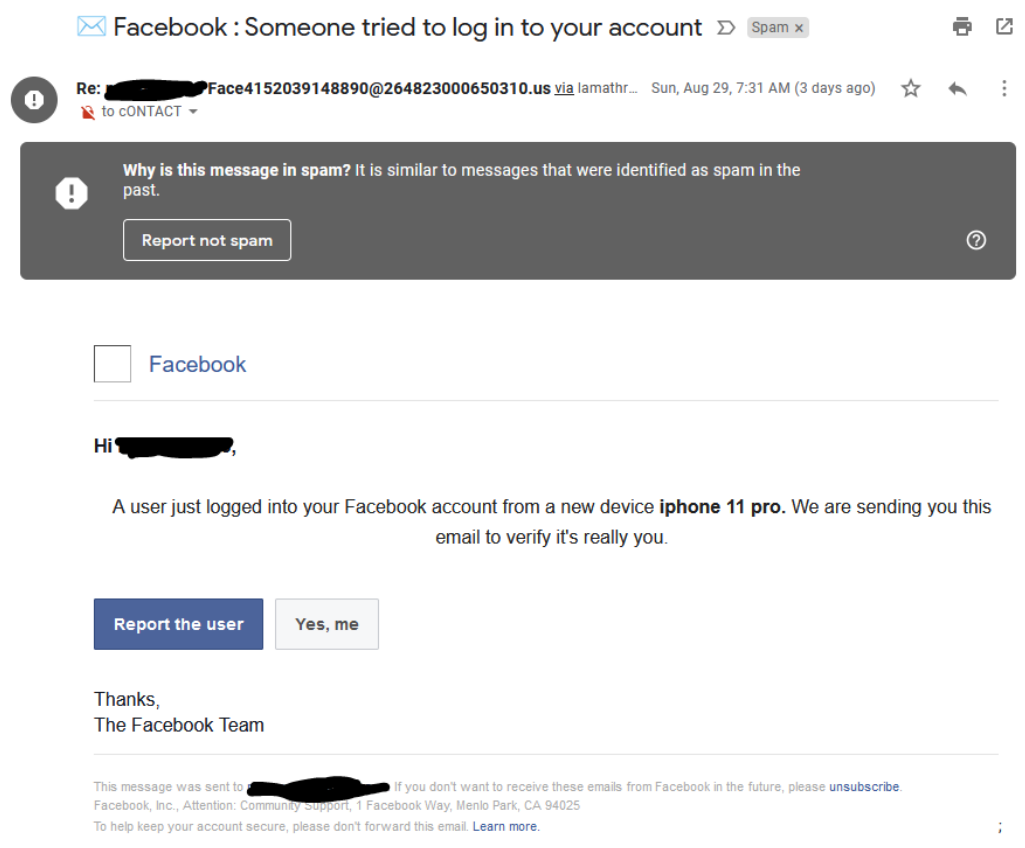 ✉️ Facebook : Someone tried to log in to your account Spam x
Re: Face4152039148890@264823000650310.us via lamathr... Sun, Aug 29, 7:31 AM (3 days ago)
to cONTACT
Why is this message in spam? It is similar to messages that were identified as spam in the
past.
Report not spam
Facebook
Hi ,
A user just logged into your Facebook account from a new device iphone 11 pro. We are sending you this
email to verify it's really you.
Report the user Yes, me
Thanks,
The Facebook Team
This message was sent to If you don't want to receive these emails from Facebook in the future, please unsubscribe.
Facebook, Inc., Attention: Community Support, 1 Facebook Way, Menlo Park, CA 94025
To help keep your account secure, please don't forward this email. Learn more. ;